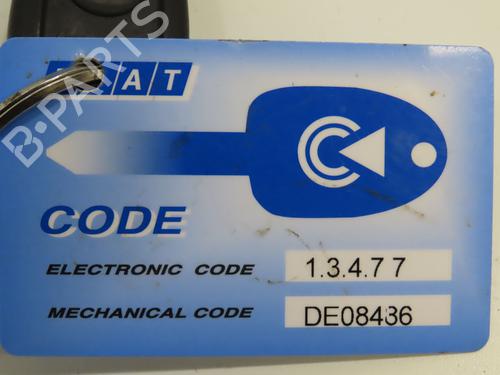 FIAT
CODE
ELECTRONIC CODE 1.3.4.7 7
MECHANICAL CODE DE08436
B-PARTS